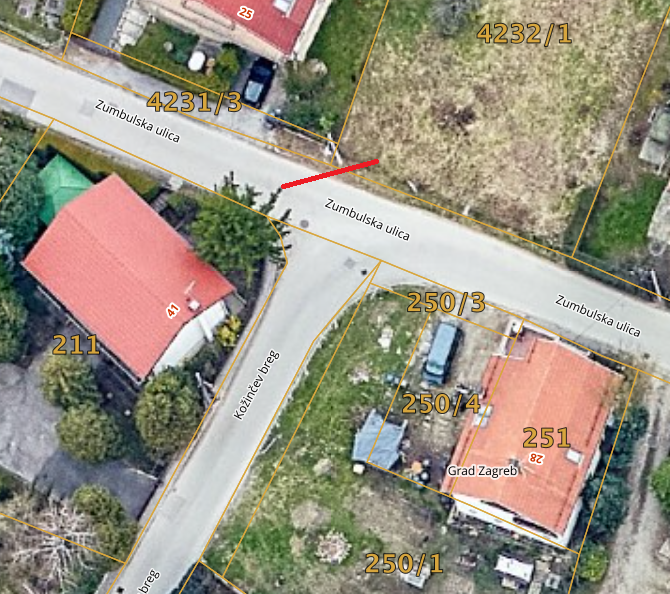 25
4232/1
4231/3
Zumbulska ulica
Zumbulska ulica
Zumbulska ulica
250/3
41
211
Kožinčev breg
250/4
251
28
Grad Zagreb
250/1
breg